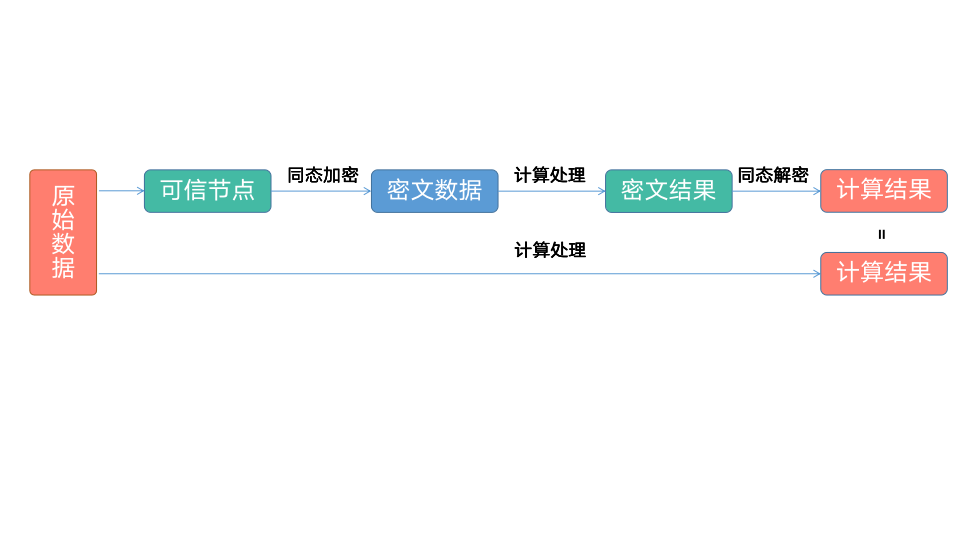 原始数据
可信节点
同态加密
密文数据
计算处理
密文结果
同态解密
计算结果
=
计算处理
计算结果